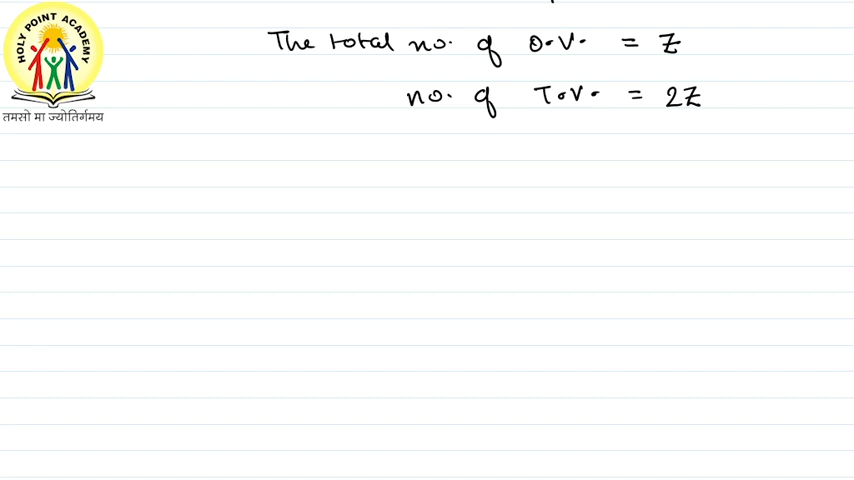 HOLY POINT ACADEMY
तमसो मा ज्योतिर्गमय
The total no. of O.V. = Z
no. of T.V. = 2Z